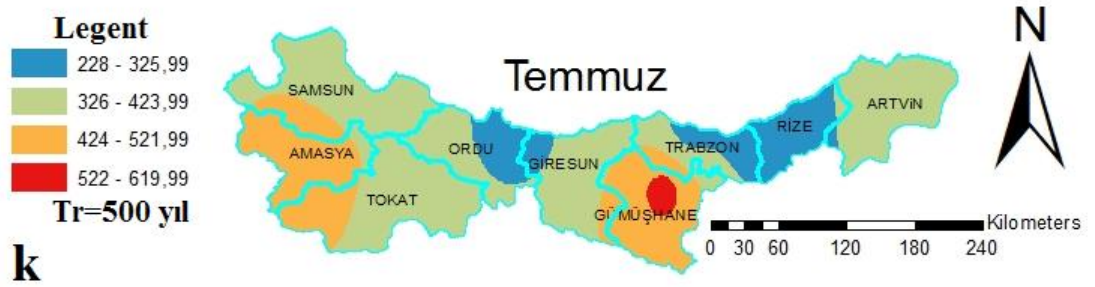 Legent
228 - 325,99
326 - 423,99
424 - 521,99
522 - 619,99
Tr=500 yıl
k
Temmuz
N
SAMSUN
AMASYA
TOKAT
ORDU
GİRESUN
TRABZON
RİZE
ARTVİN
GÜMÜŞHANE
Kilometers
0 30 60 120 180 240